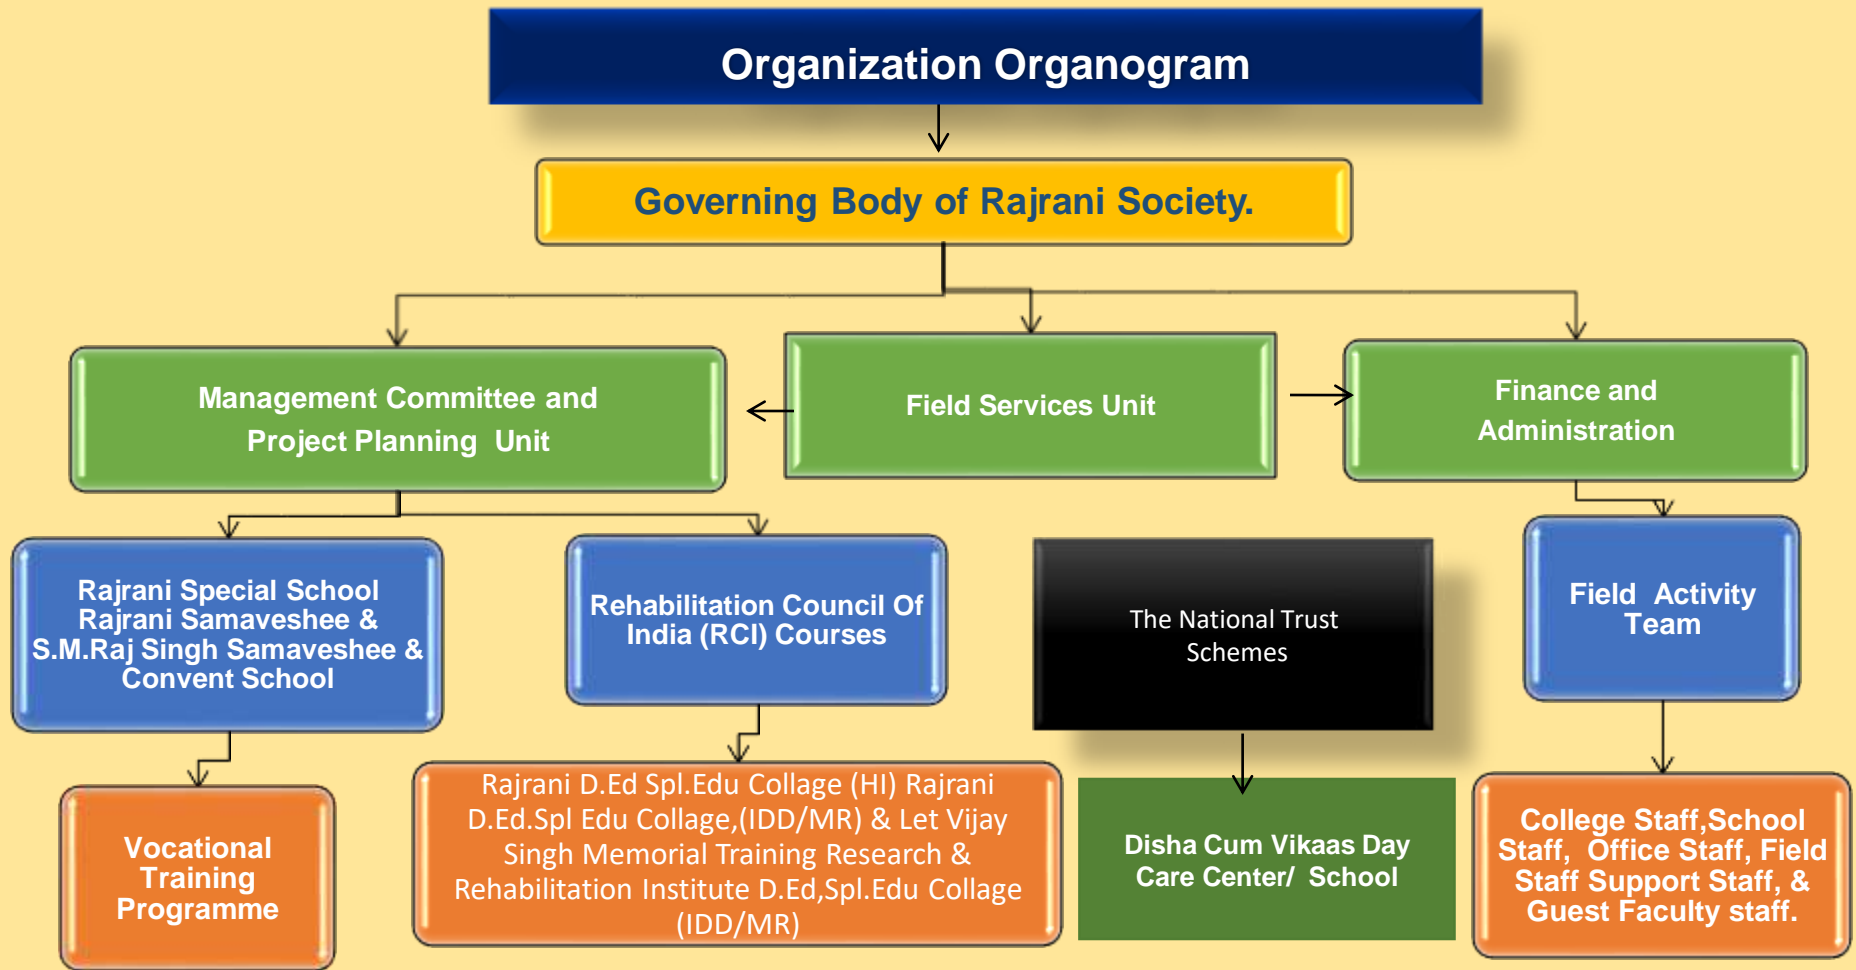 Organization Organogram
Governing Body of Rajrani Society.
Management Committee and
Project Planning Unit
Field Services Unit
Finance and
Administration
Rajrani Special School
Rajrani Samaveshee &
S.M.Raj Singh Samaveshee &
Convent School
Rehabilitation Council Of
India (RCI) Courses
The National Trust
Schemes
Field Activity
Team
Vocational
Training
Programme
Rajrani D.Ed Spl.Edu Collage (HI) Rajrani
D.Ed.Spl Edu Collage,(IDD/MR) & Let Vijay
Singh Memorial Training Research &
Rehabilitation Institute D.Ed,Spl.Edu Collage
(IDD/MR)
Disha Cum Vikaas Day
Care Center/ School
College Staff,School
Staff, Office Staff, Field
Staff Support Staff, &
Guest Faculty staff.